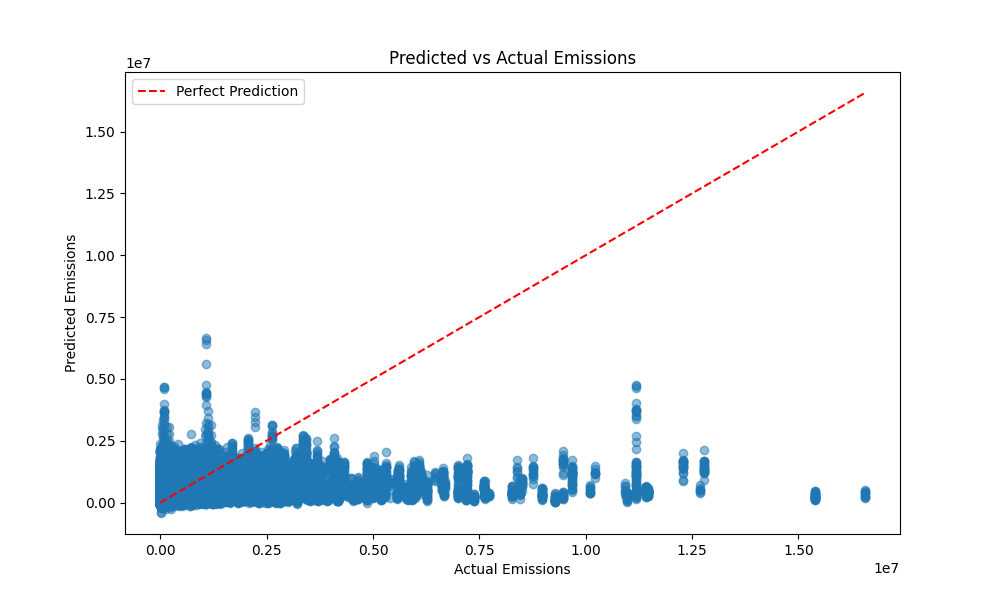 Predicted vs Actual Emissions
1e7
Perfect Prediction
1.50
1.25
1.00
0.75
0.50
0.25
0.00
Predicted Emissions
0.00 0.25 0.50 0.75 1.00 1.25 1.50
Actual Emissions
1e7